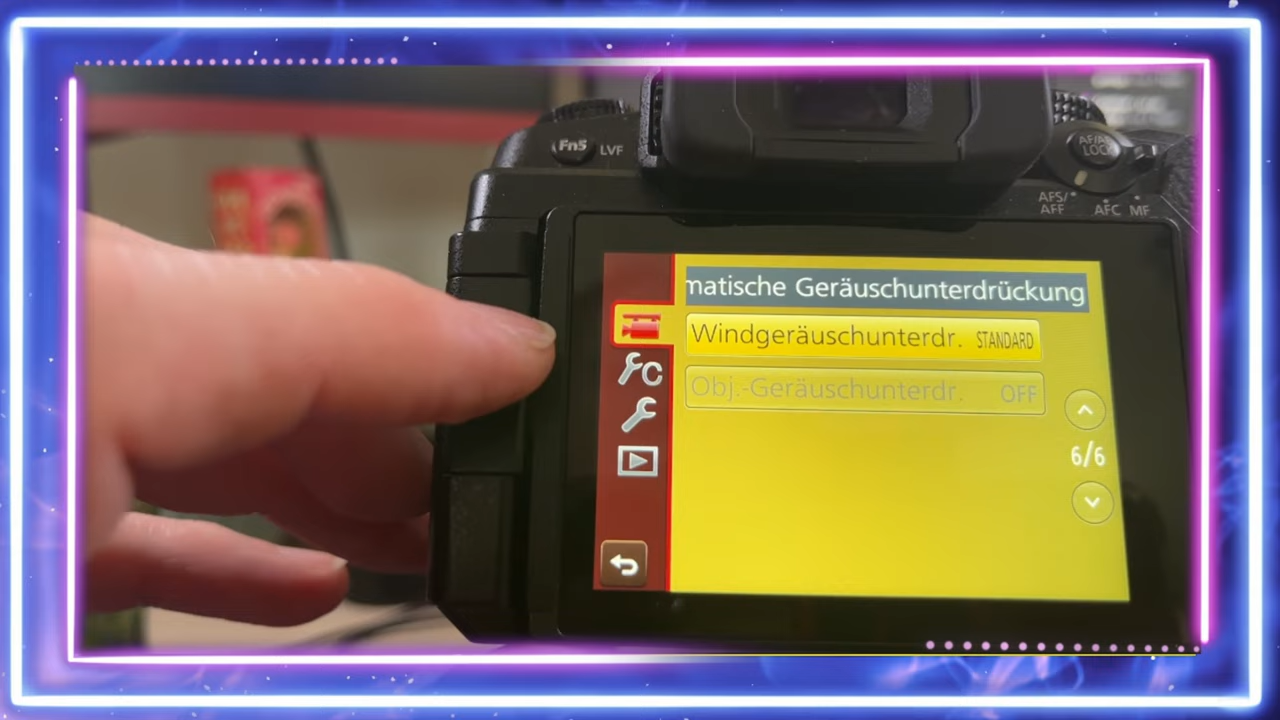 Fn5 LVF
AF/AE LOCK
AFS/AFF AFC MF
matische Geräuschunterdrückung
Windgeräuschunterdr. STANDARD
Obj.-Geräuschunterdr. OFF
6/6
C